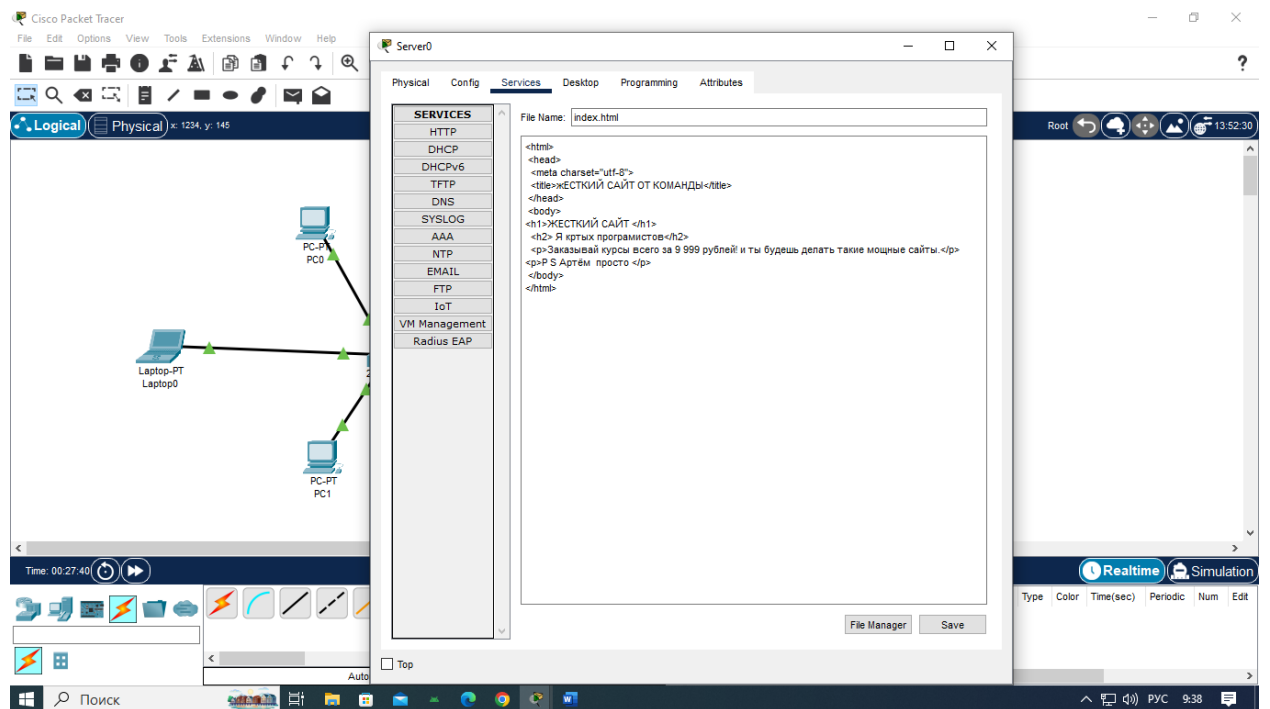 Cisco Packet Tracer
File Edit Options View Tools Extensions Window Help
?
Logical Physical x: 1234, y: 145
Root 13:52:30
PC-PT
PC0
Laptop-PT
Laptop0
2
PC-PT
PC1
Server0
Physical Config Services Desktop Programming Attributes
SERVICES
HTTP
DHCP
DHCPv6
TFTP
DNS
SYSLOG
AAA
NTP
EMAIL
FTP
IoT
VM Management
Radius EAP
File Name: index.html
<html>
<head>
<meta charset="utf-8">
<title>жЕСТКИЙ САЙТ ОТ КОМАНДЫ</title>
</head>
<body>
<h1>ЖЕСТКИЙ САЙТ </h1>
<h2> Я кртых програмистов</h2>
<p>Заказывай курсы всего за 9 999 рублей! и ты будешь делать такие мощные сайты.</p>
<p>P S Артём  просто </p>
</body>
</html>
File Manager Save
Top
Time: 00:27:40
Realtime Simulation
Type Color Time(sec) Periodic Num Edit
Auto
Поиск
РУС 9:38